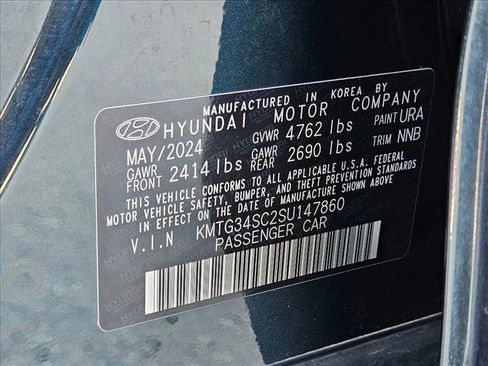 MANUFACTURED IN KOREA BY
HYUNDAI MOTOR COMPANY
MAY/2024 GVWR 4762 lbs PAINT URA
GAWR FRONT 2414 lbs GAWR REAR 2690 lbs TRIM NNB
THIS VEHICLE CONFORMS TO ALL APPLICABLE U.S.A. FEDERAL
MOTOR VEHICLE SAFETY, BUMPER, AND THEFT PREVENTION
STANDARDS IN EFFECT ON THE DATE OF
MANUFACTURE SHOWN ABOVE.
V.I.N KMTG34SC2SU147860
PASSENGER CAR